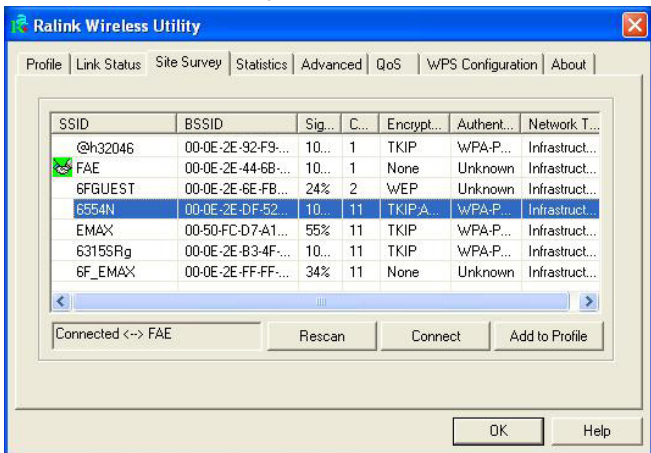 Ralink Wireless Utility
Profile Link Status Site Survey Statistics Advanced QoS WPS Configuration About
SSID BSSID Sig... C... Encrypt... Authent... Network T...
@h32046 00-0E-2E-92-F9-... 10... 1 TKIP WPA-P... Infrastruct...
FAE 00-0E-2E-44-6B-... 10... 1 None Unknown Infrastruct...
6FGUEST 00-0E-2E-6E-FB... 24% 2 WEP Unknown Infrastruct...
6554N 00-0E-2E-DF-52... 10... 11 TKIP;A... WPA-P... Infrastruct...
EMAX 00-50-FC-D7-A1... 55% 11 TKIP WPA-P... Infrastruct...
6315SRg 00-0E-2E-B3-4F-... 10... 11 TKIP WPA-P... Infrastruct...
6F_EMAX 00-0E-2E-FF-FF-... 34% 11 None Unknown Infrastruct...
Connected <--> FAE Rescan Connect Add to Profile
OK Help